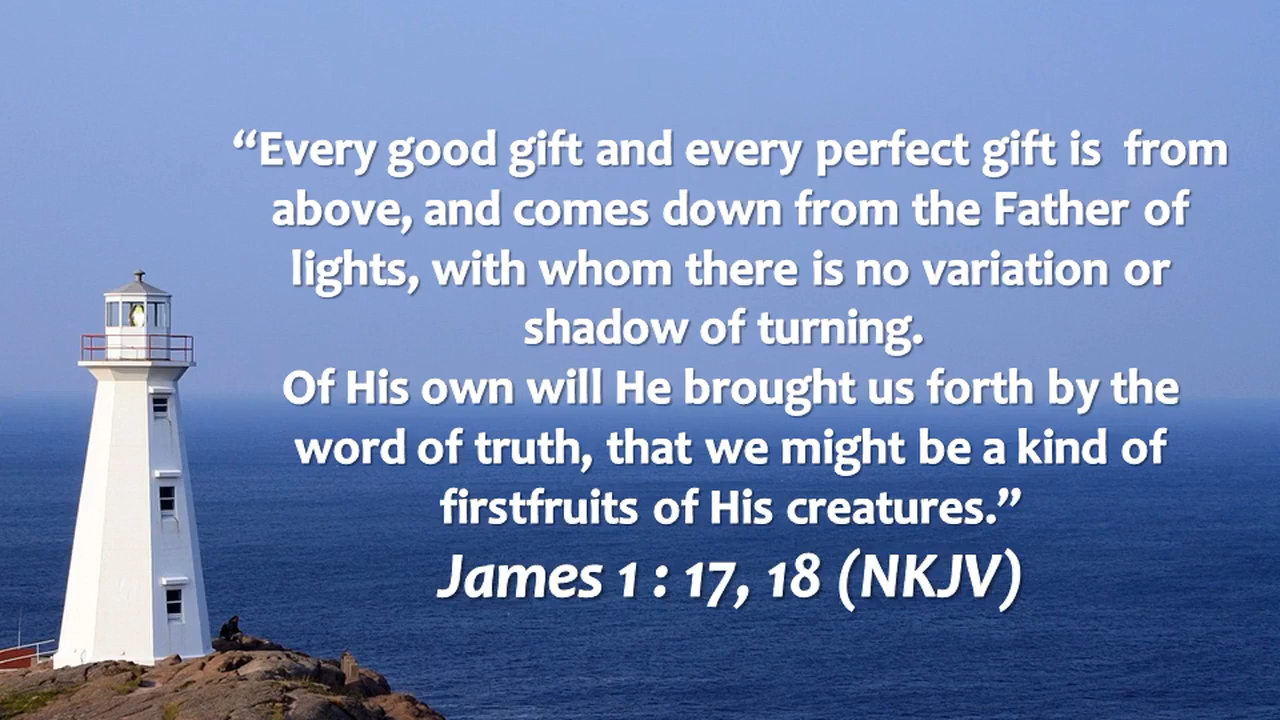 “Every good gift and every perfect gift is  from
above, and comes down from the Father of
lights, with whom there is no variation or
shadow of turning.
Of His own will He brought us forth by the
word of truth, that we might be a kind of
firstfruits of His creatures.”
James 1 : 17, 18 (NKJV)